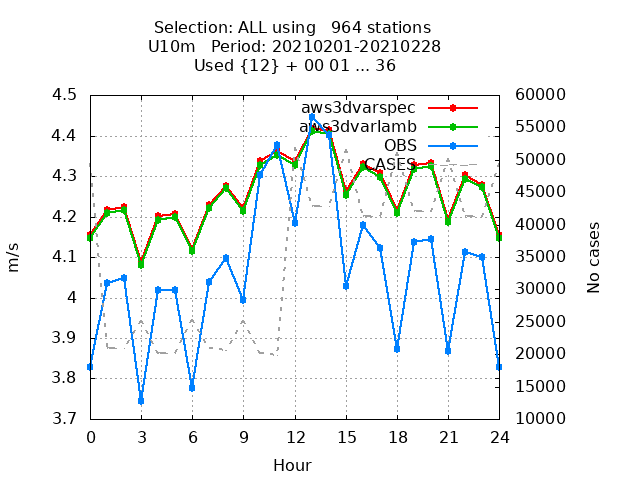 Selection: ALL using   964 stations
U10m   Period: 20210201-20210228
Used {12} + 00 01 ... 36
4.5
4.4
4.3
4.2
4.1
4
3.9
3.8
3.7
60000
55000
50000
45000
40000
35000
30000
25000
20000
15000
10000
aws3dvarspec
aws3dvarlamb
OBS
CASES
m/s
No cases
0 3 6 9 12 15 18 21 24
Hour